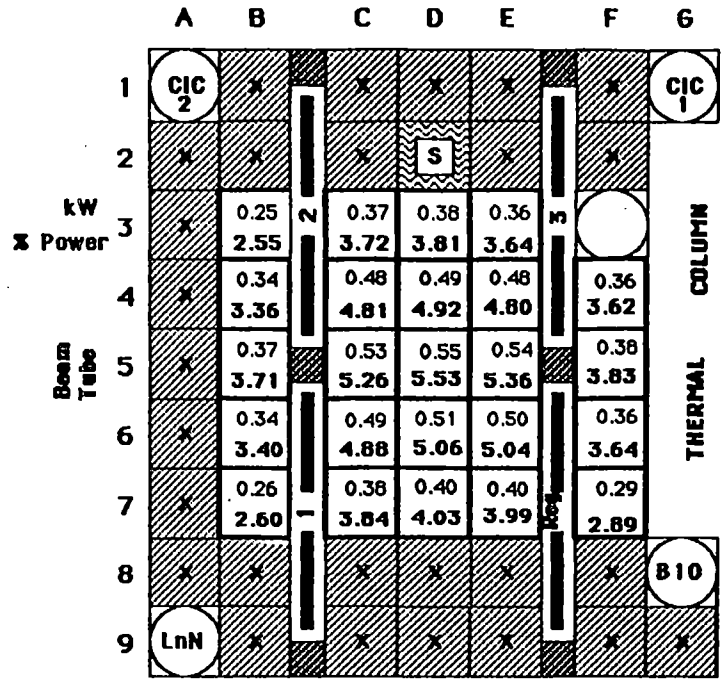 A B C D E F G
1 CIC 2 X X X X X CIC 1
2 X X X S X X
kW
% Power
3 X 0.25 2 0.37 0.38 0.36 3
2.55 3.72 3.81 3.64
4 X 0.34 0.48 0.49 0.48 0.36
3.36 4.81 4.92 4.80 3.62
COLUMN
Beam
Tube
5 X 0.37 0.53 0.55 0.54 0.38
3.71 5.26 5.53 5.36 3.83
6 X 0.34 0.49 0.51 0.50 0.36
3.40 4.88 5.06 5.04 3.64
THERMAL
7 X 0.26 1 0.38 0.40 0.40 Reg 0.29
2.60 3.84 4.03 3.99 2.89
8 X X X X X X B10
9 LnN X X X X X X